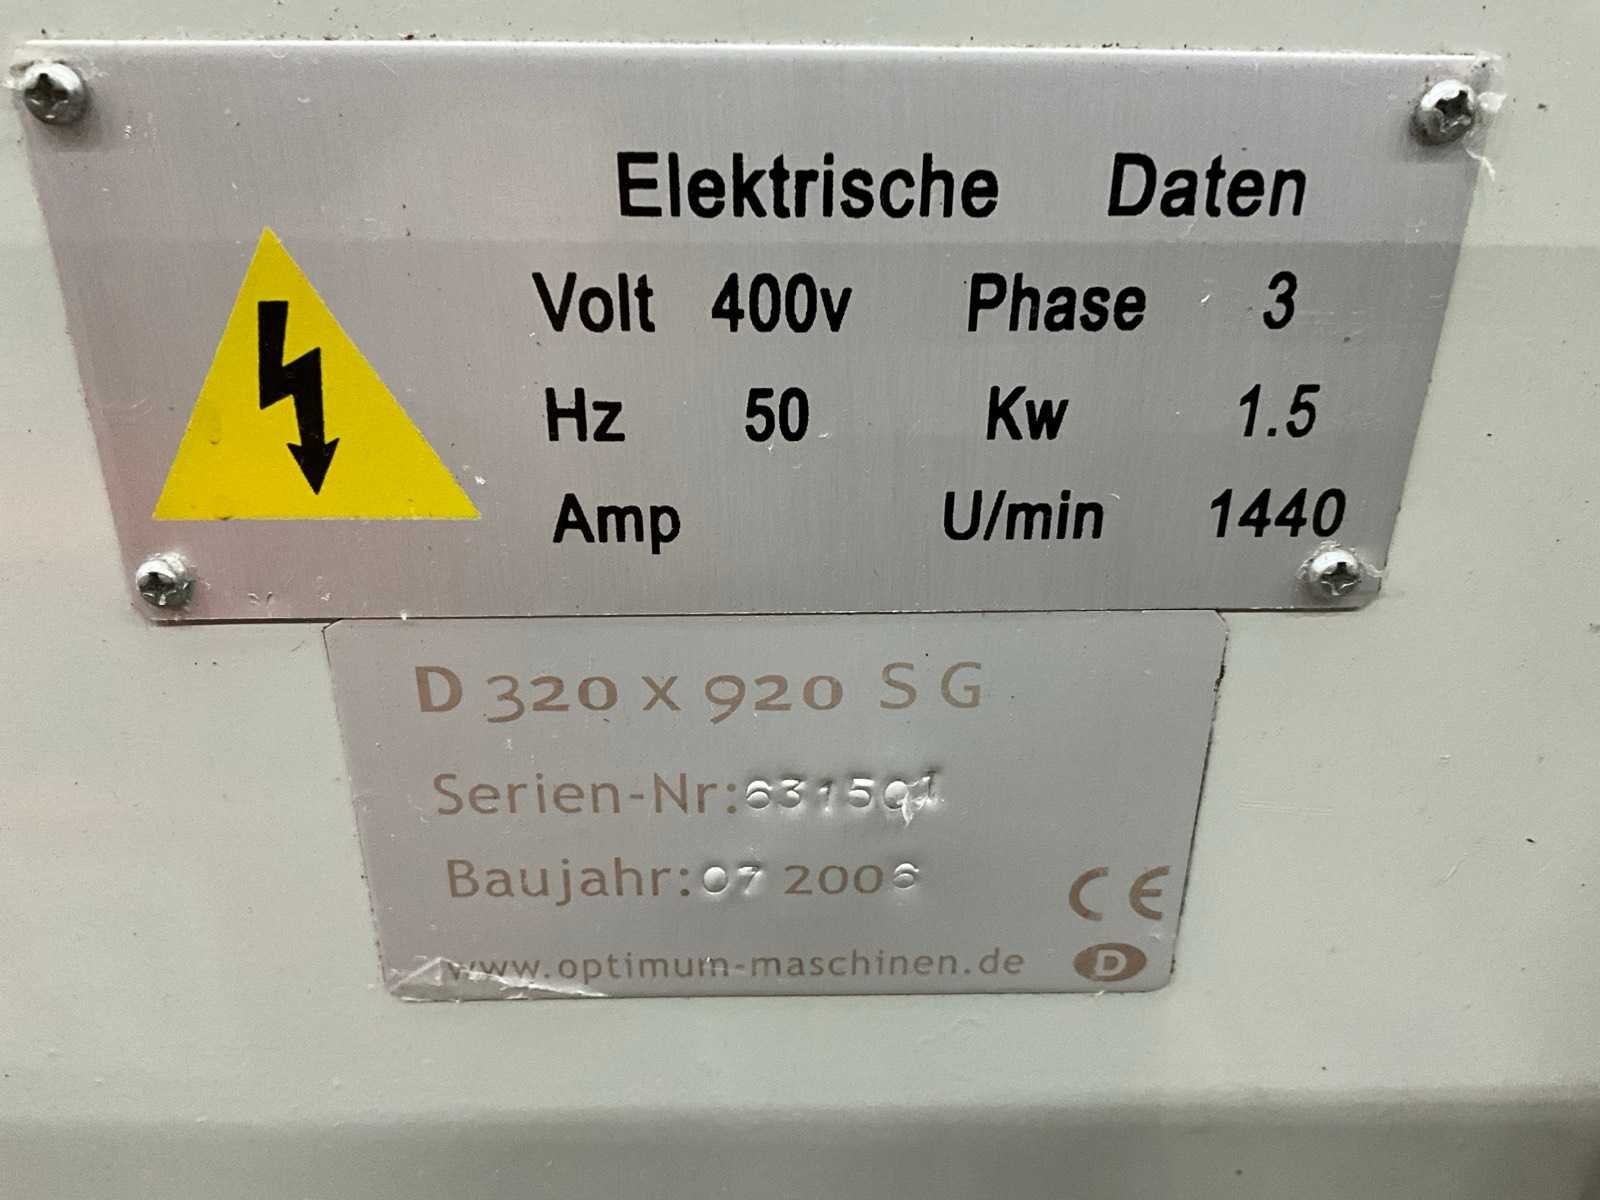 Elektrische Daten
Volt 400v Phase 3
Hz 50 Kw 1.5
Amp U/min 1440
D 320 x 920 S G
Serien-Nr:631501
Baujahr:07 2006
CE
www.optimum-maschinen.de D